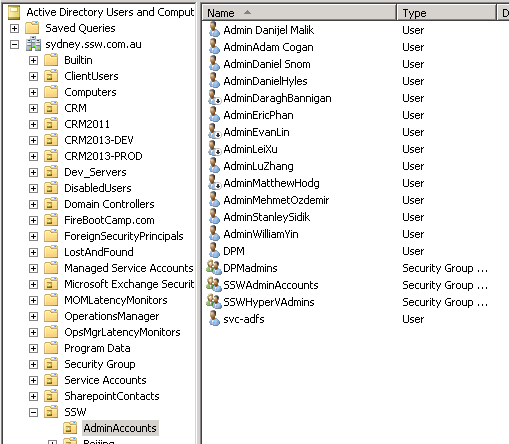 Active Directory Users and Comput
Saved Queries
sydney.ssw.com.au
Builtin
ClientUsers
Computers
CRM
CRM2011
CRM2013-DEV
CRM2013-PROD
Dev_Servers
DisabledUsers
Domain Controllers
FireBootCamp.com
ForeignSecurityPrincipals
LostAndFound
Managed Service Accounts
Microsoft Exchange Securit
MOMLatencyMonitors
OperationsManager
OpsMgrLatencyMonitors
Program Data
Security Group
Service Accounts
SharepointContacts
SSW
AdminAccounts
Beijing
Name Type D
Admin Danijel Malik User
AdminAdam Cogan User
AdminDaniel Snom User
AdminDanielHyles User
AdminDaraghBannigan User
AdminEricPhan User
AdminEvanLin User
AdminLeiXu User
AdminLuZhang User
AdminMatthewHodg User
AdminMehmetOzdemir User
AdminStanleySidik User
AdminWilliamYin User
DPM User
DPMadmins Security Group ...
SSWAdminAccounts Security Group ...
SSWHyperVAdmins Security Group ...
svc-adfs User